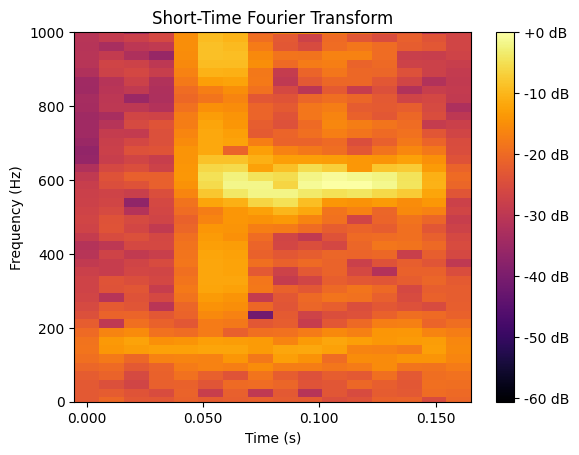 Short-Time Fourier Transform
1000
800
600
400
200
0
Frequency (Hz)
0.000
0.050
0.100
0.150
Time (s)
+0 dB
-10 dB
-20 dB
-30 dB
-40 dB
-50 dB
-60 dB